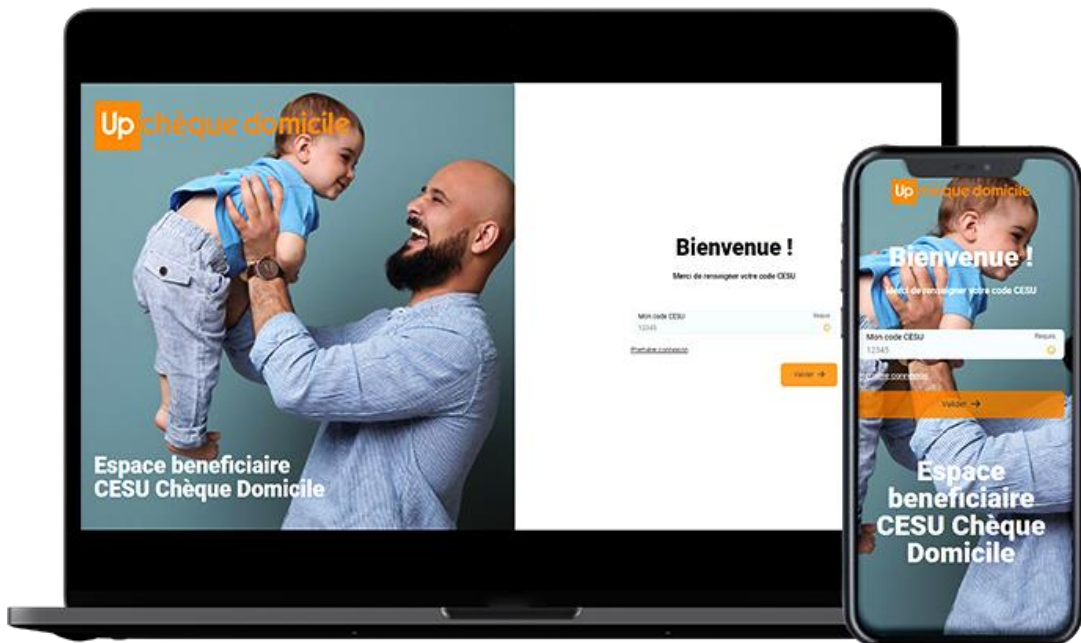 Up chèque domicile
Bienvenue !
Merci de renseigner votre code CESU
Mon code CESU
Requis
12345
Première connexion
Valider →
Espace beneficiaire
CESU Chèque Domicile
Up chèque domicile
Bienvenue !
Merci de renseigner votre code CESU
Mon code CESU
Requis
12345
Première connexion
Valider →
Espace
beneficiaire
CESU Chèque
Domicile